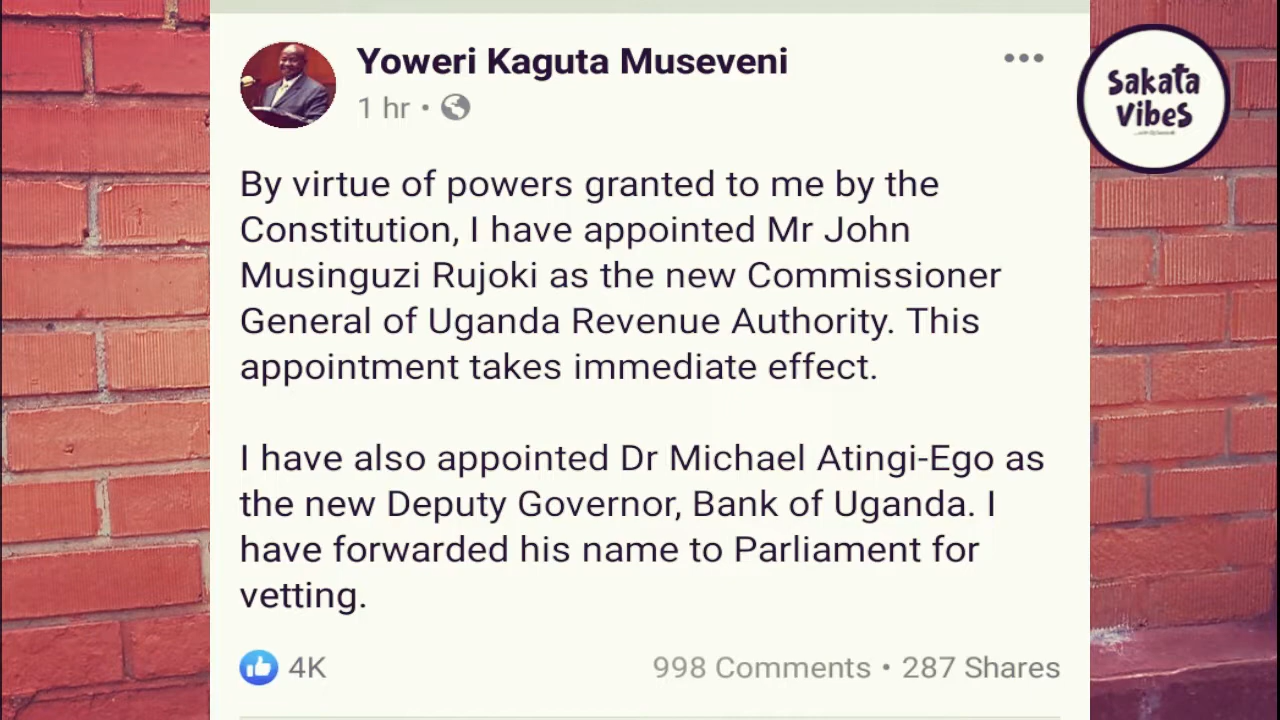 Yoweri Kaguta Museveni
1 hr •
By virtue of powers granted to me by the
Constitution, I have appointed Mr John
Musinguzi Rujoki as the new Commissioner
General of Uganda Revenue Authority. This
appointment takes immediate effect.
I have also appointed Dr Michael Atingi-Ego as
the new Deputy Governor, Bank of Uganda. I
have forwarded his name to Parliament for
vetting.
4K
998 Comments • 287 Shares
Sakata
Vibes